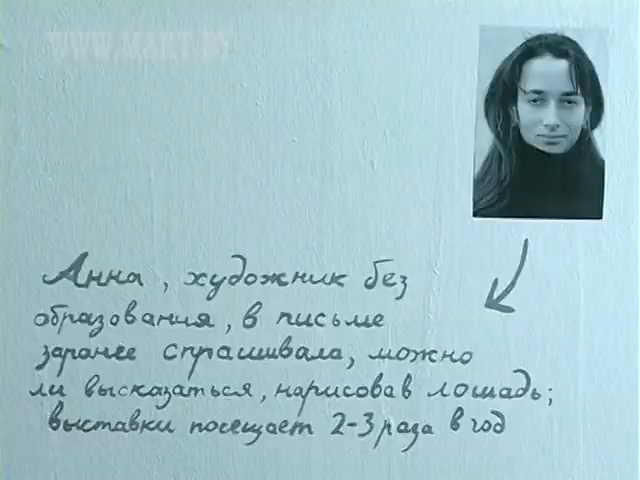 WWW.MART.BY
Анна, художник без
образования, в письме
заранее спрашивала, можно
ли высказаться, нарисовав лошадь;
выставки посещает 2-3 раза в год